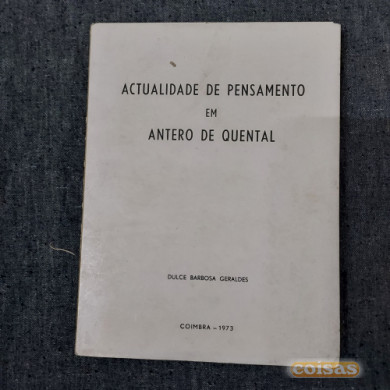 ACTUALIDADE DE PENSAMENTO
EM
ANTERO DE QUENTAL
DULCE BARBOSA GERALDES
COIMBRA - 1973
coisas